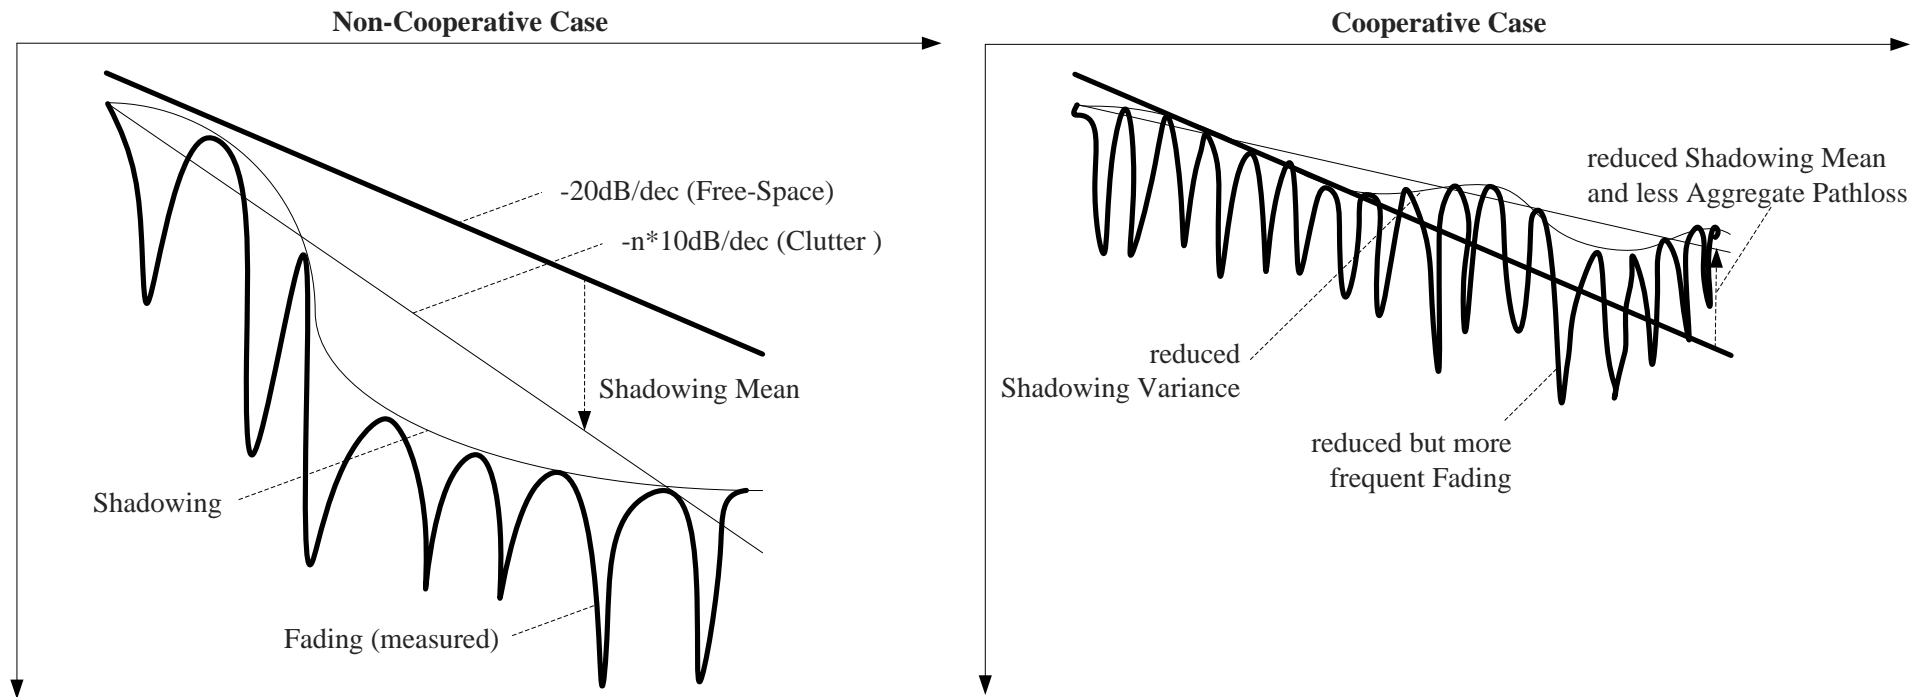 Non-Cooperative Case
-20dB/dec (Free-Space)
-n*10dB/dec (Clutter )
Shadowing Mean
Shadowing
Fading (measured)
Cooperative Case
reduced Shadowing Mean
and less Aggregate Pathloss
reduced
Shadowing Variance
reduced but more
frequent Fading